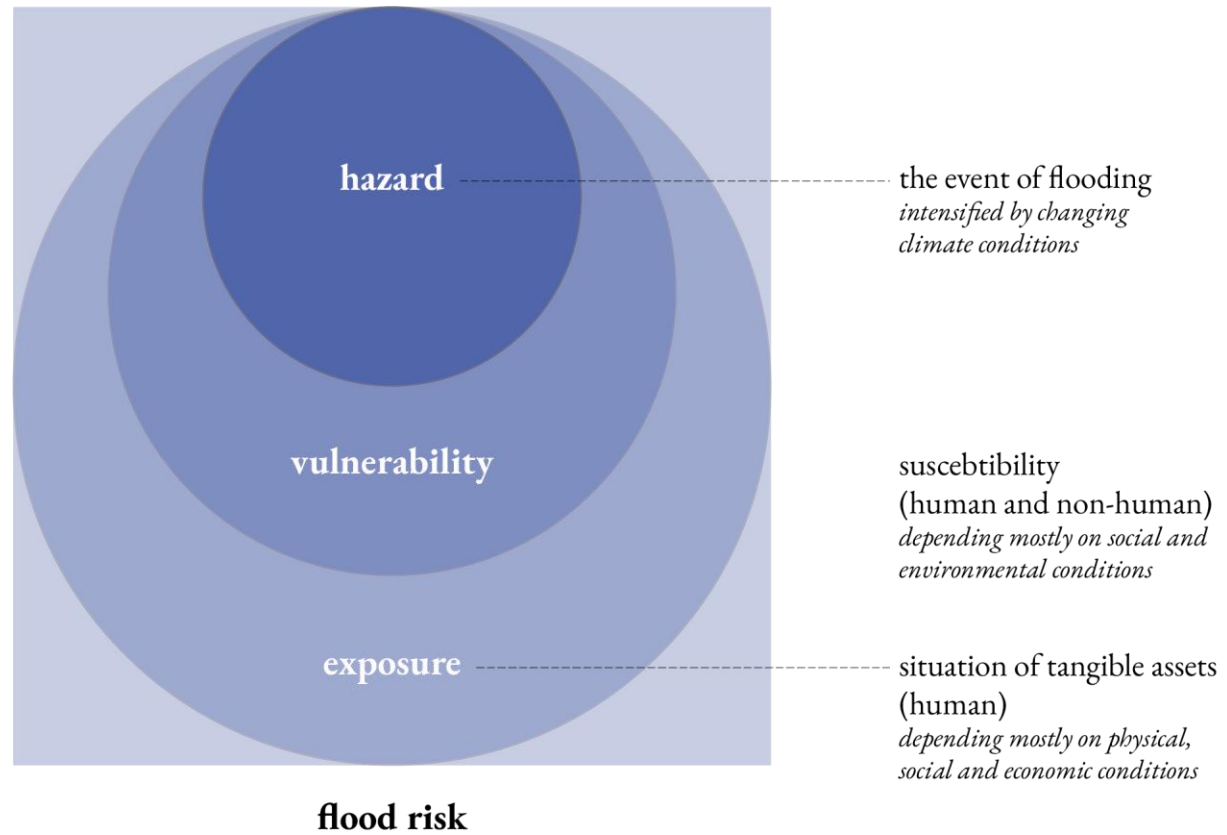 hazard
the event of flooding
intensified by changing
climate conditions
vulnerability
suscebtibility
(human and non-human)
depending mostly on social and
environmental conditions
exposure
situation of tangible assets
(human)
depending mostly on physical,
social and economic conditions
flood risk